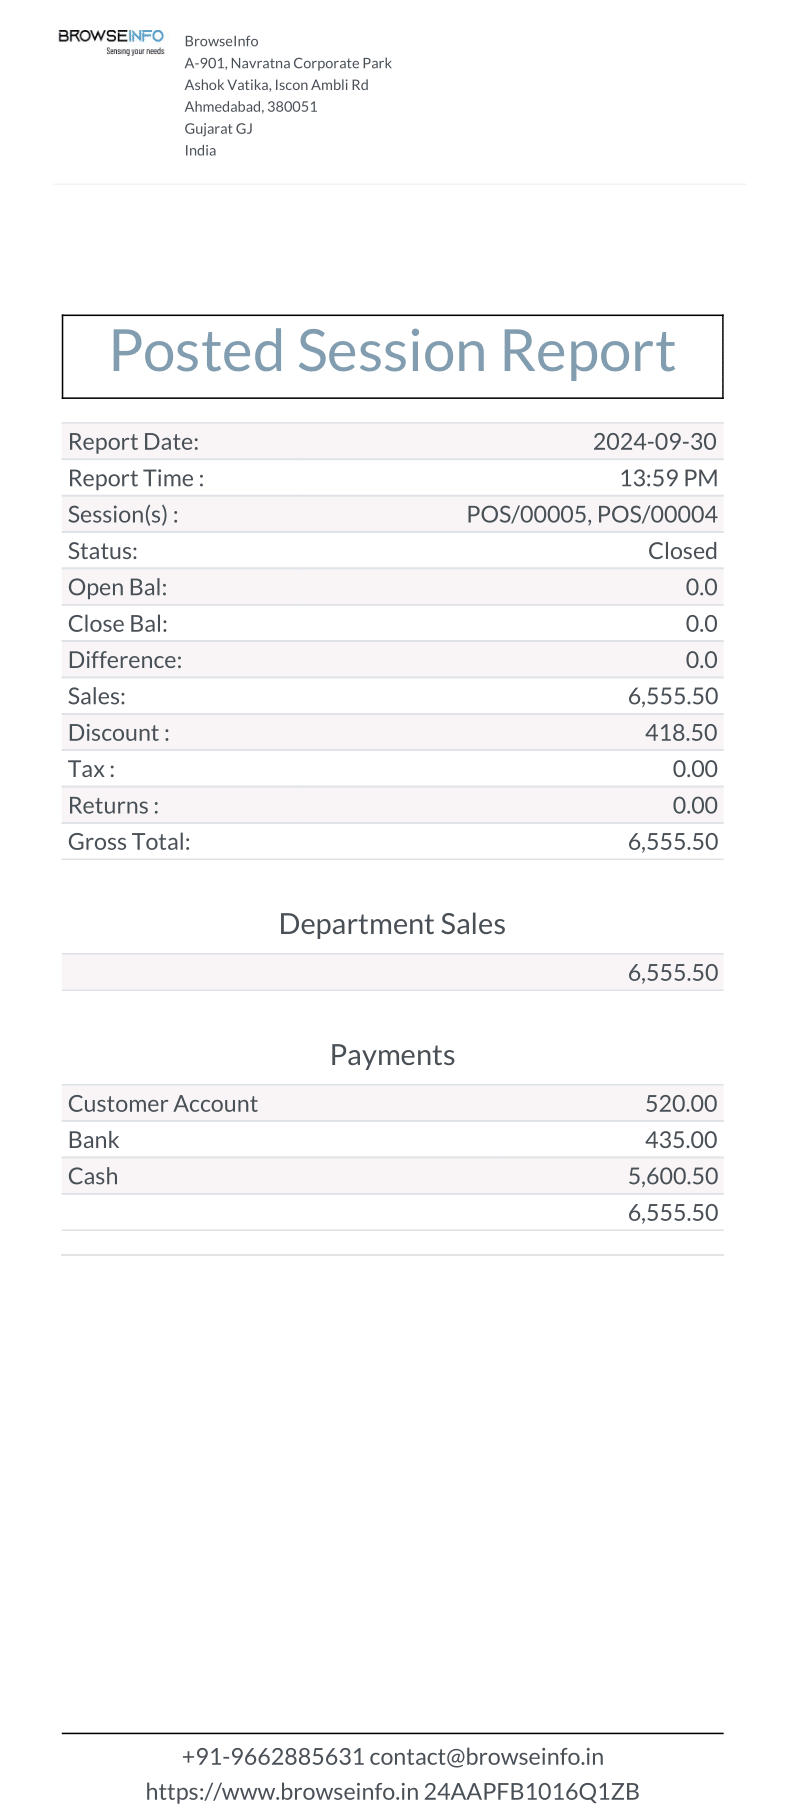 BROWSEINFO
Sensing your needs
BrowseInfo
A-901, Navratna Corporate Park
Ashok Vatika, Iscon Ambli Rd
Ahmedabad, 380051
Gujarat GJ
India
Posted Session Report
Report Date: 2024-09-30
Report Time : 13:59 PM
Session(s) : POS/00005, POS/00004
Status: Closed
Open Bal: 0.0
Close Bal: 0.0
Difference: 0.0
Sales: 6,555.50
Discount : 418.50
Tax : 0.00
Returns : 0.00
Gross Total: 6,555.50
Department Sales
6,555.50
Payments
Customer Account 520.00
Bank 435.00
Cash 5,600.50
6,555.50
+91-9662885631 contact@browseinfo.in
https://www.browseinfo.in 24AAPFB1016Q1ZB